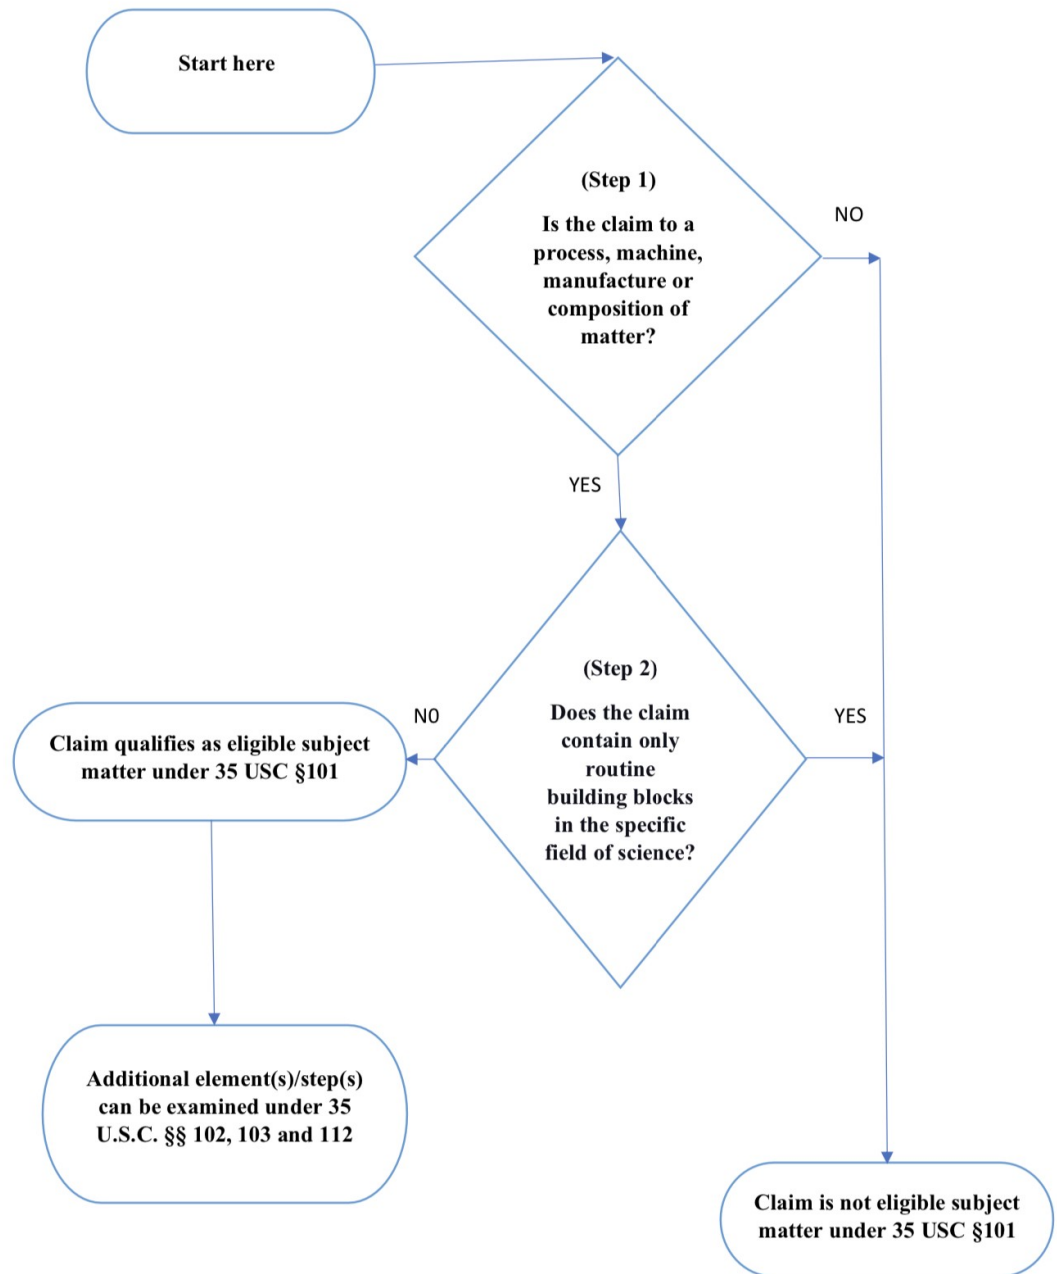 Start here
(Step 1)
Is the claim to a
process, machine,
manufacture or
composition of
matter?
NO
YES
(Step 2)
Does the claim
contain only
routine
building blocks
in the specific
field of science?
N0
YES
Claim qualifies as eligible subject
matter under 35 USC §101
Additional element(s)/step(s)
can be examined under 35
U.S.C. §§ 102, 103 and 112
Claim is not eligible subject
matter under 35 USC §101